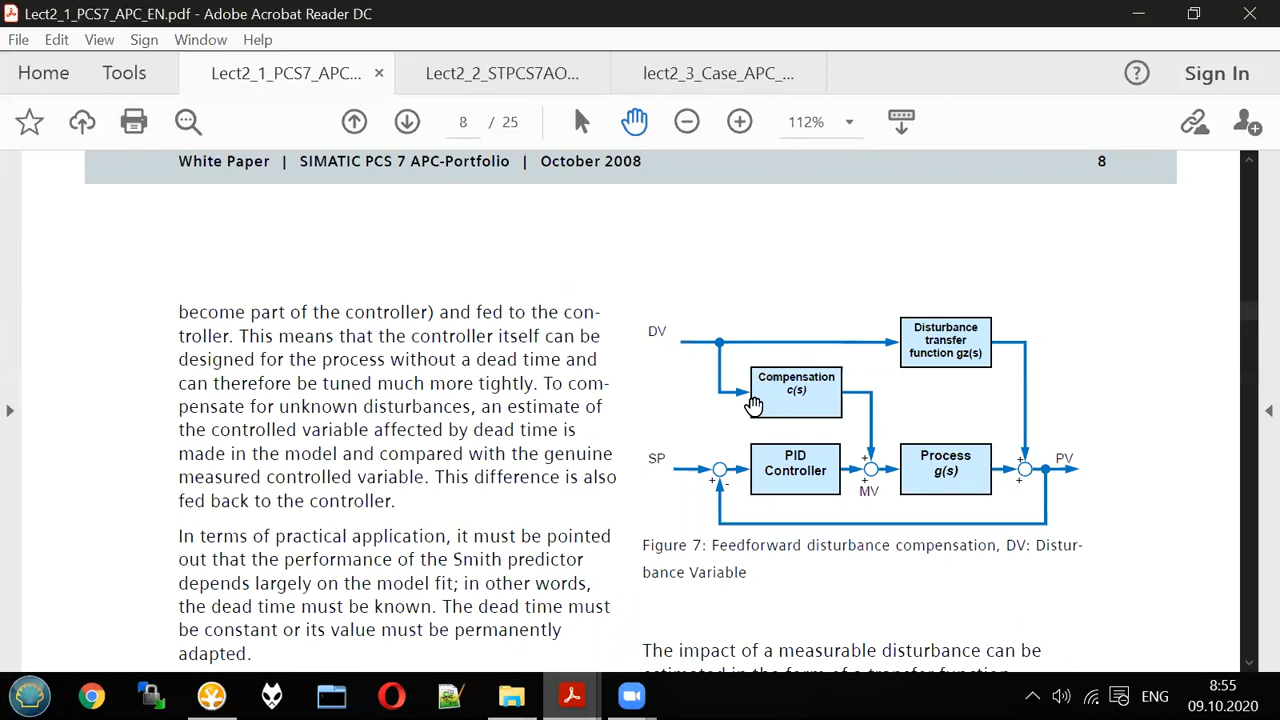 Lect2_1_PCS7_APC_EN.pdf - Adobe Acrobat Reader DC
File Edit View Sign Window Help
Home Tools Lect2_1_PCS7_APC... × Lect2_2_STPCS7AO... lect2_3_Case_APC_... ? Sign In
8 / 25 112%
White Paper | SIMATIC PCS 7 APC-Portfolio | October 2008 8
become part of the controller) and fed to the con-
troller. This means that the controller itself can be
designed for the process without a dead time and
can therefore be tuned much more tightly. To com-
pensate for unknown disturbances, an estimate of
the controlled variable affected by dead time is
made in the model and compared with the genuine
measured controlled variable. This difference is also
fed back to the controller.
In terms of practical application, it must be pointed
out that the performance of the Smith predictor
depends largely on the model fit; in other words,
the dead time must be known. The dead time must
be constant or its value must be permanently
adapted.
DV
Disturbance
transfer
function gz(s)
Compensation
c(s)
SP
+
-
PID
Controller
+
+
MV
Process
g(s)
+
+
PV
Figure 7: Feedforward disturbance compensation, DV: Distur-
bance Variable
The impact of a measurable disturbance can be
estimated in the form of a transfer function
ENG
8:55
09.10.2020